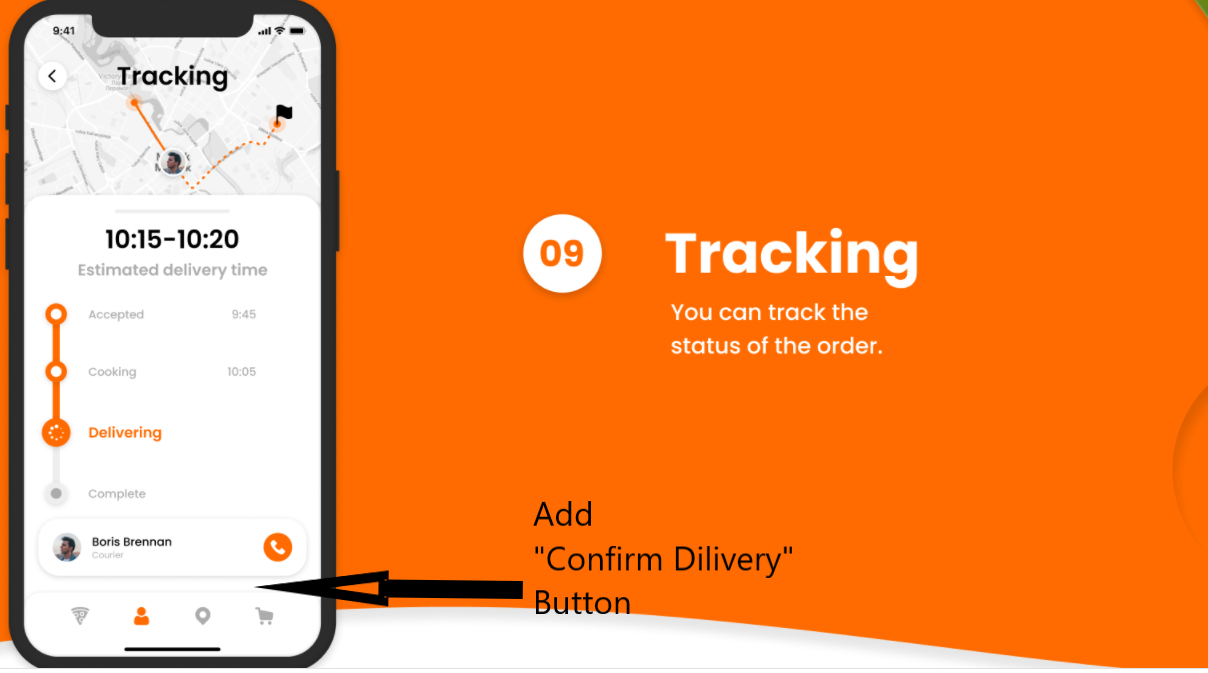 9:41
Tracking
10:15-10:20
Estimated delivery time
Accepted 9:45
Cooking 10:05
Delivering
Complete
Boris Brennan
Courier
09 Tracking
You can track the
status of the order.
Add
"Confirm Dilivery"
Button